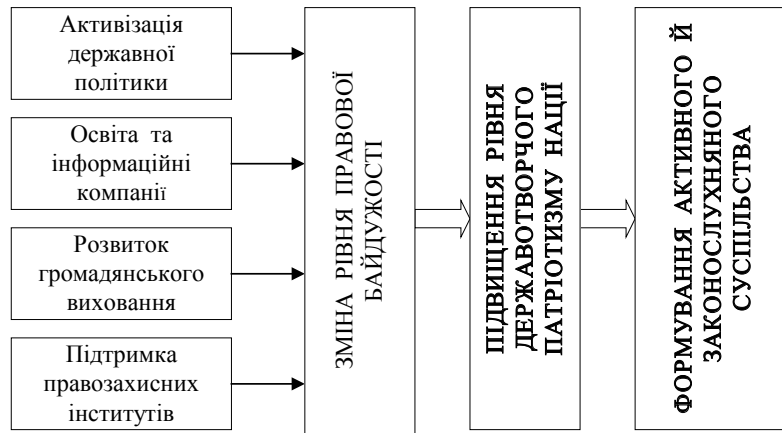 Активізація
державної
політики
Освіта та
інформаційні
компанії
Розвиток
громадянського
виховання
Підтримка
правозахисних
інститутів
ЗМІНА РІВНЯ ПРАВОВОЇ
БАЙДУЖОСТІ
ПІДВИЩЕННЯ РІВНЯ
ДЕРЖАВОТВОРЧОГО
ПАТРІОТИЗМУ НАЦІЇ
ФОРМУВАННЯ АКТИВНОГО Й
ЗАКОНОСЛУХНЯНОГО
СУСПІЛЬСТВА